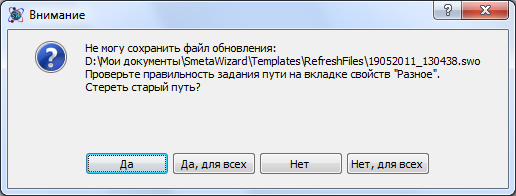 Внимание
Не могу сохранить файл обновления:
D:\Мои документы\SmetaWizard\Templates\RefreshFiles\19052011_130438.swo
Проверьте правильность задания пути на вкладке свойств "Разное".
Стереть старый путь?
Да
Да, для всех
Нет
Нет, для всех